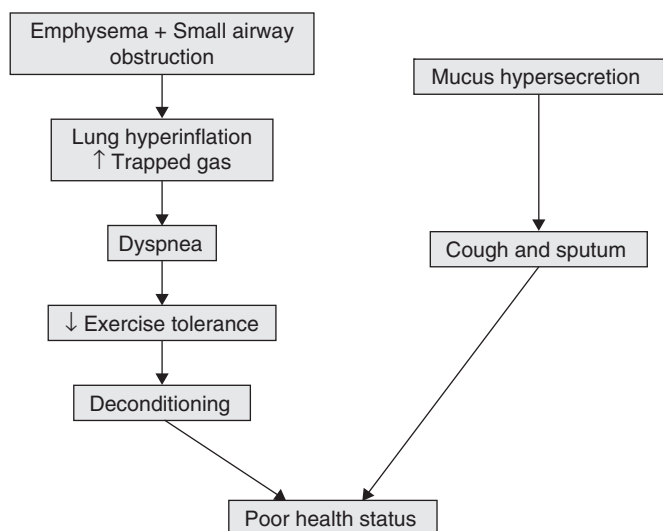 Emphysema + Small airway
obstruction
Mucus hypersecretion
Lung hyperinflation
↑ Trapped gas
Dyspnea
Cough and sputum
↓ Exercise tolerance
Deconditioning
Poor health status